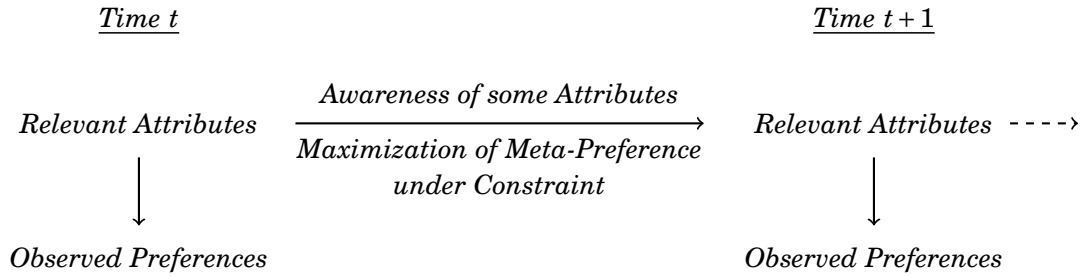 Time t
Time t + 1
Awareness of some Attributes
Relevant Attributes
Relevant Attributes
Maximization of Meta-Preference
under Constraint
Observed Preferences
Observed Preferences